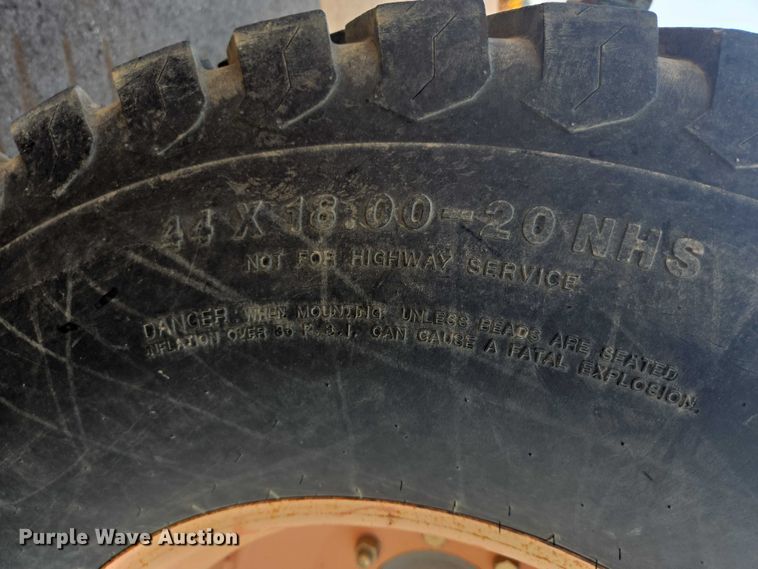 44 X 18.00-20 NHS
NOT FOR HIGHWAY SERVICE
DANGER: WHEN MOUNTING, UNLESS BEADS ARE SEATED,
INFLATION OVER 35 P.S.I. CAN CAUSE A FATAL EXPLOSION.
Purple Wave Auction